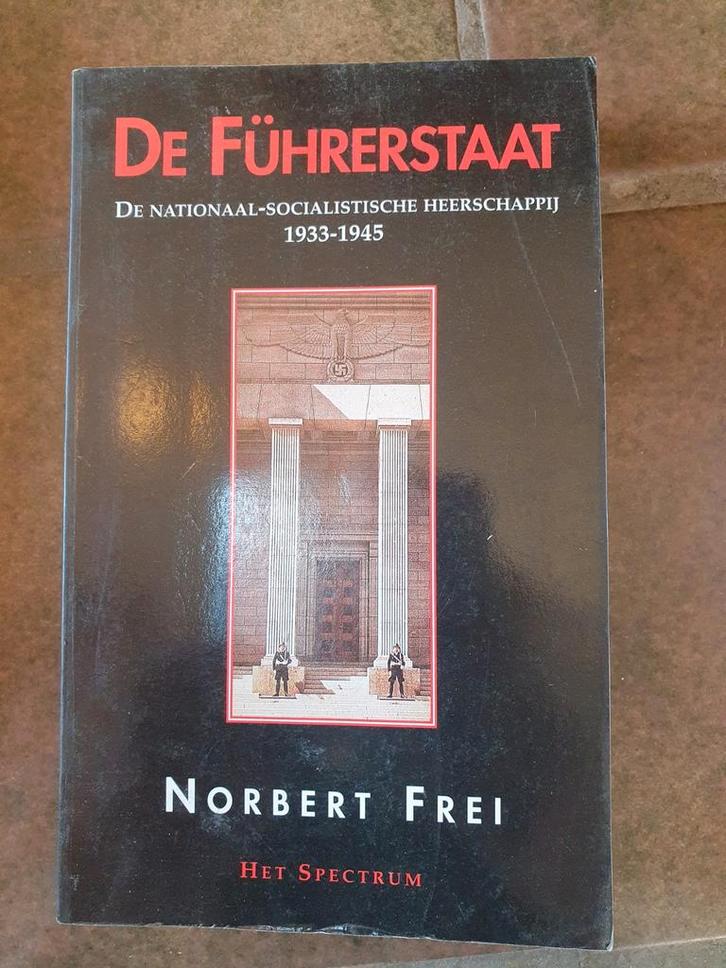 DE FÜHRERSTAAT
DE NATIONAAL-SOCIALISTISCHE HEERSCHAPPIJ
1933-1945
NORBERT FREI
HET SPECTRUM